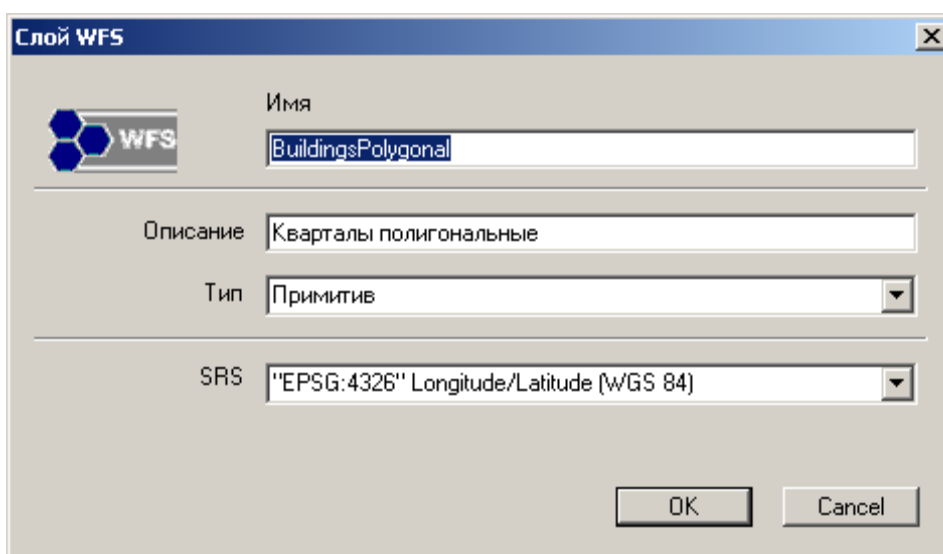 Слой WFS
WFS
Имя
BuildingsPolygonal
Описание
Кварталы полигональные
Тип
Примитив
SRS
"EPSG:4326" Longitude/Latitude (WGS 84)
OK
Cancel